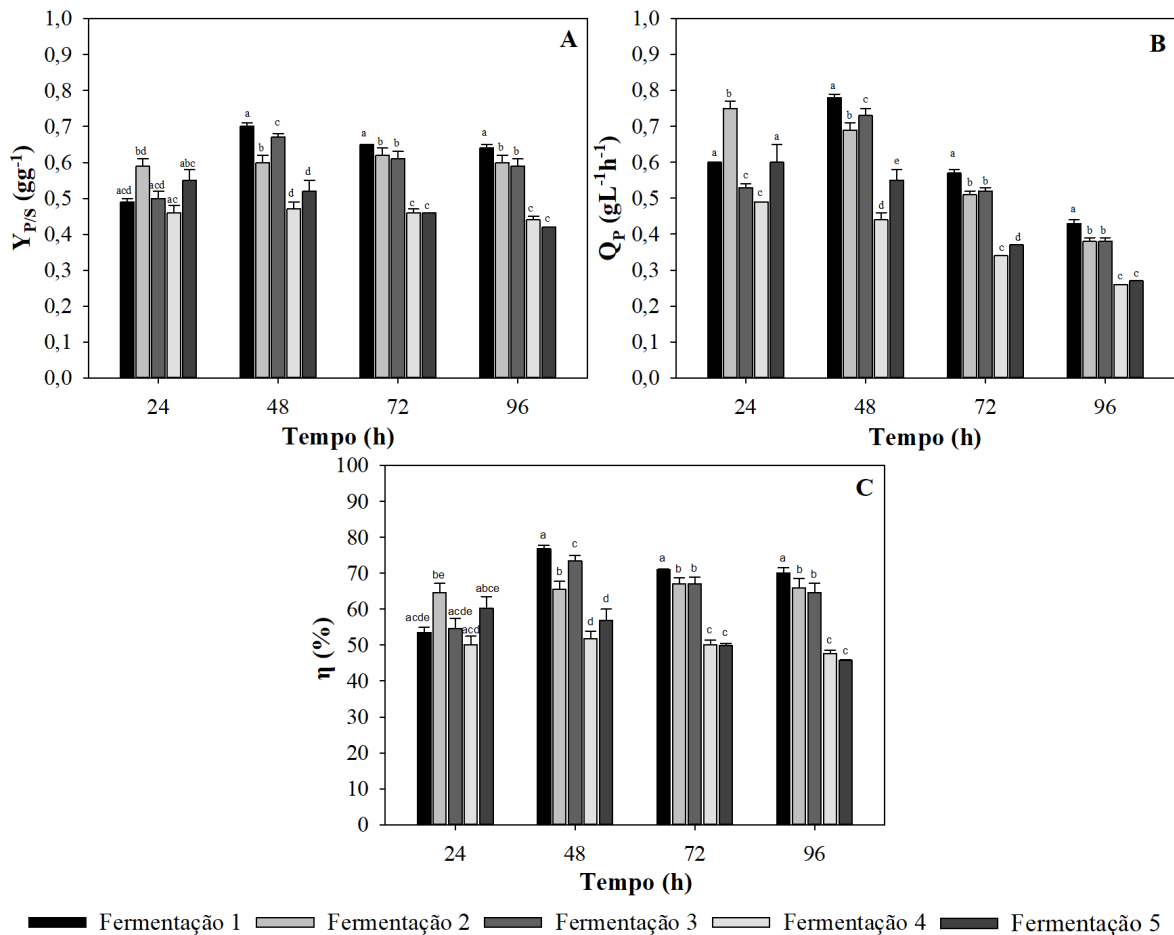 A
Y_P/S (gg⁻¹)
1,0
0,9
0,8
0,7
0,6
0,5
0,4
0,3
0,2
0,1
0,0
acd bd acd ac abc
a b c d d
a b b c c
a b b c c
24 48 72 96
Tempo (h)
B
Q_P (gL⁻¹h⁻¹)
1,0
0,9
0,8
0,7
0,6
0,5
0,4
0,3
0,2
0,1
0,0
a b c c a
a b c d e
a b b c d
a b b c c
24 48 72 96
Tempo (h)
C
η (%)
100
90
80
70
60
50
40
30
20
10
0
acde be acde acd abce
a b c d d
a b b c c
a b b c c
24 48 72 96
Tempo (h)
Fermentação 1 Fermentação 2 Fermentação 3 Fermentação 4 Fermentação 5